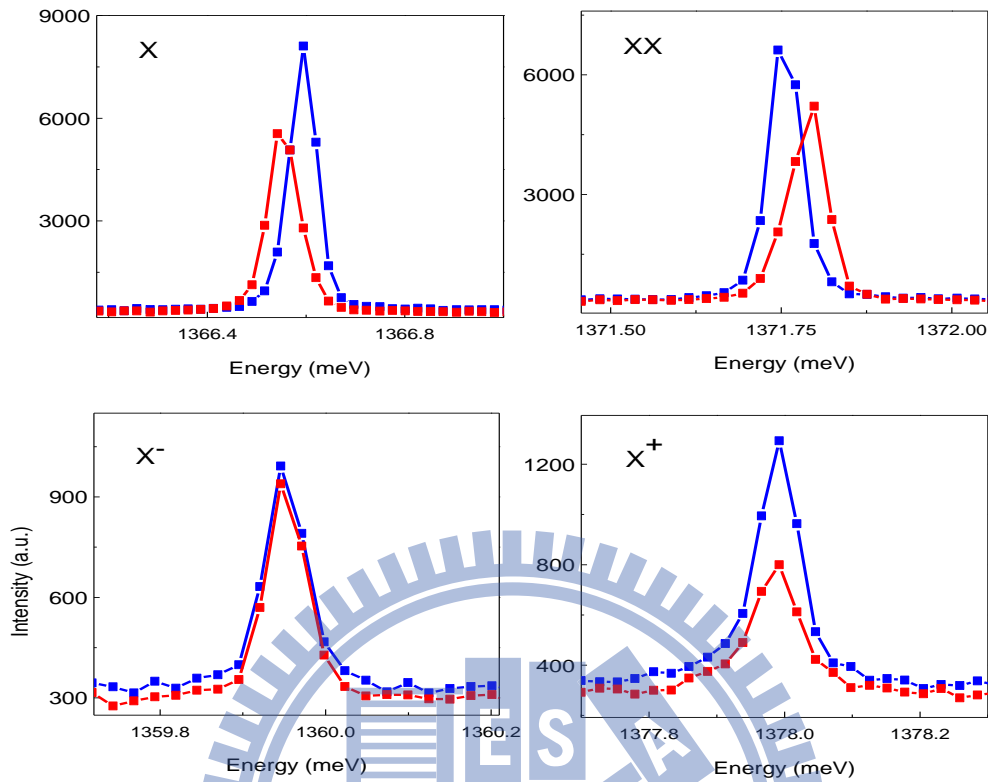 X
9000
6000
3000
1366.4 1366.8
Energy (meV)
XX
6000
3000
1371.50 1371.75 1372.00
Energy (meV)
X-
900
600
300
Intensity (a.u.)
1359.8 1360.0 1360.2
Energy (meV)
X+
1200
800
400
1377.8 1378.0 1378.2
Energy (meV)
ESA